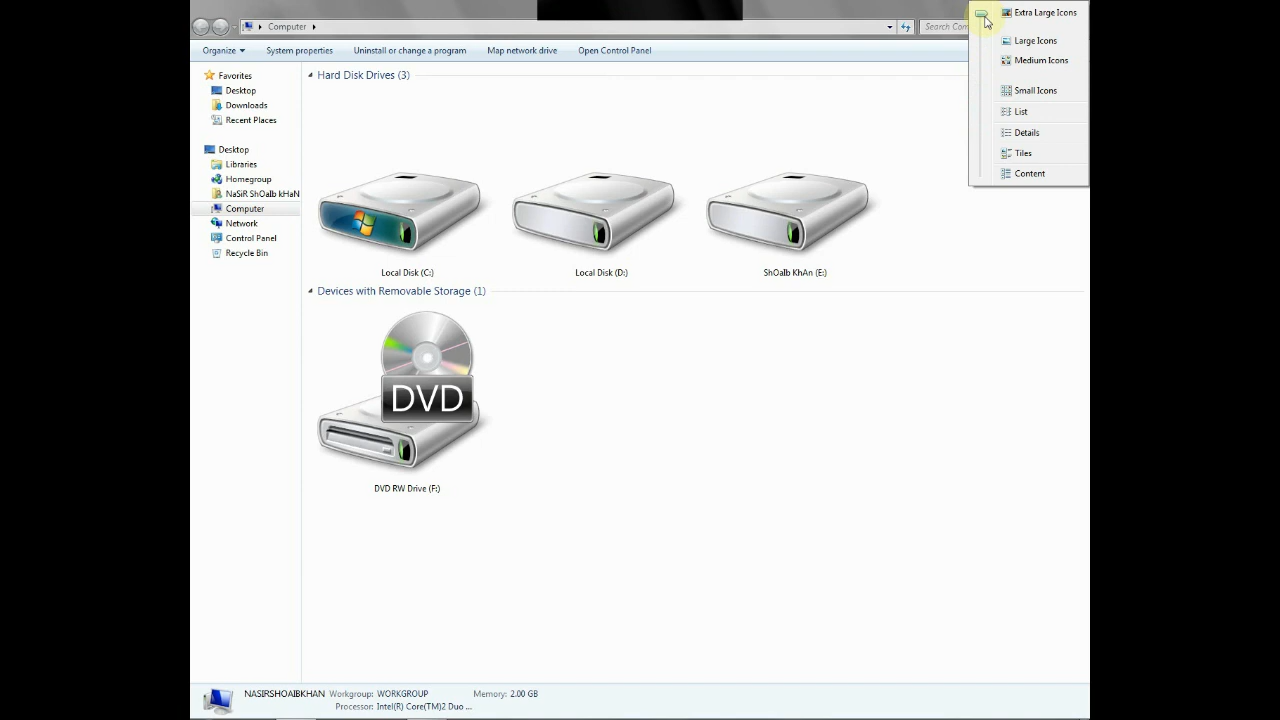 Computer
Search Com
Organize
System properties
Uninstall or change a program
Map network drive
Open Control Panel
Extra Large Icons
Large Icons
Medium Icons
Small Icons
List
Details
Tiles
Content
Favorites
Desktop
Downloads
Recent Places
Desktop
Libraries
Homegroup
NaSiR ShOaIb kHaN
Computer
Network
Control Panel
Recycle Bin
Hard Disk Drives (3)
Local Disk (C:)
Local Disk (D:)
ShOaIb KhAn (E:)
Devices with Removable Storage (1)
DVD
DVD RW Drive (F:)
NASIRSHOAIBKHAN Workgroup: WORKGROUP Memory: 2.00 GB
Processor: Intel(R) Core(TM)2 Duo ...